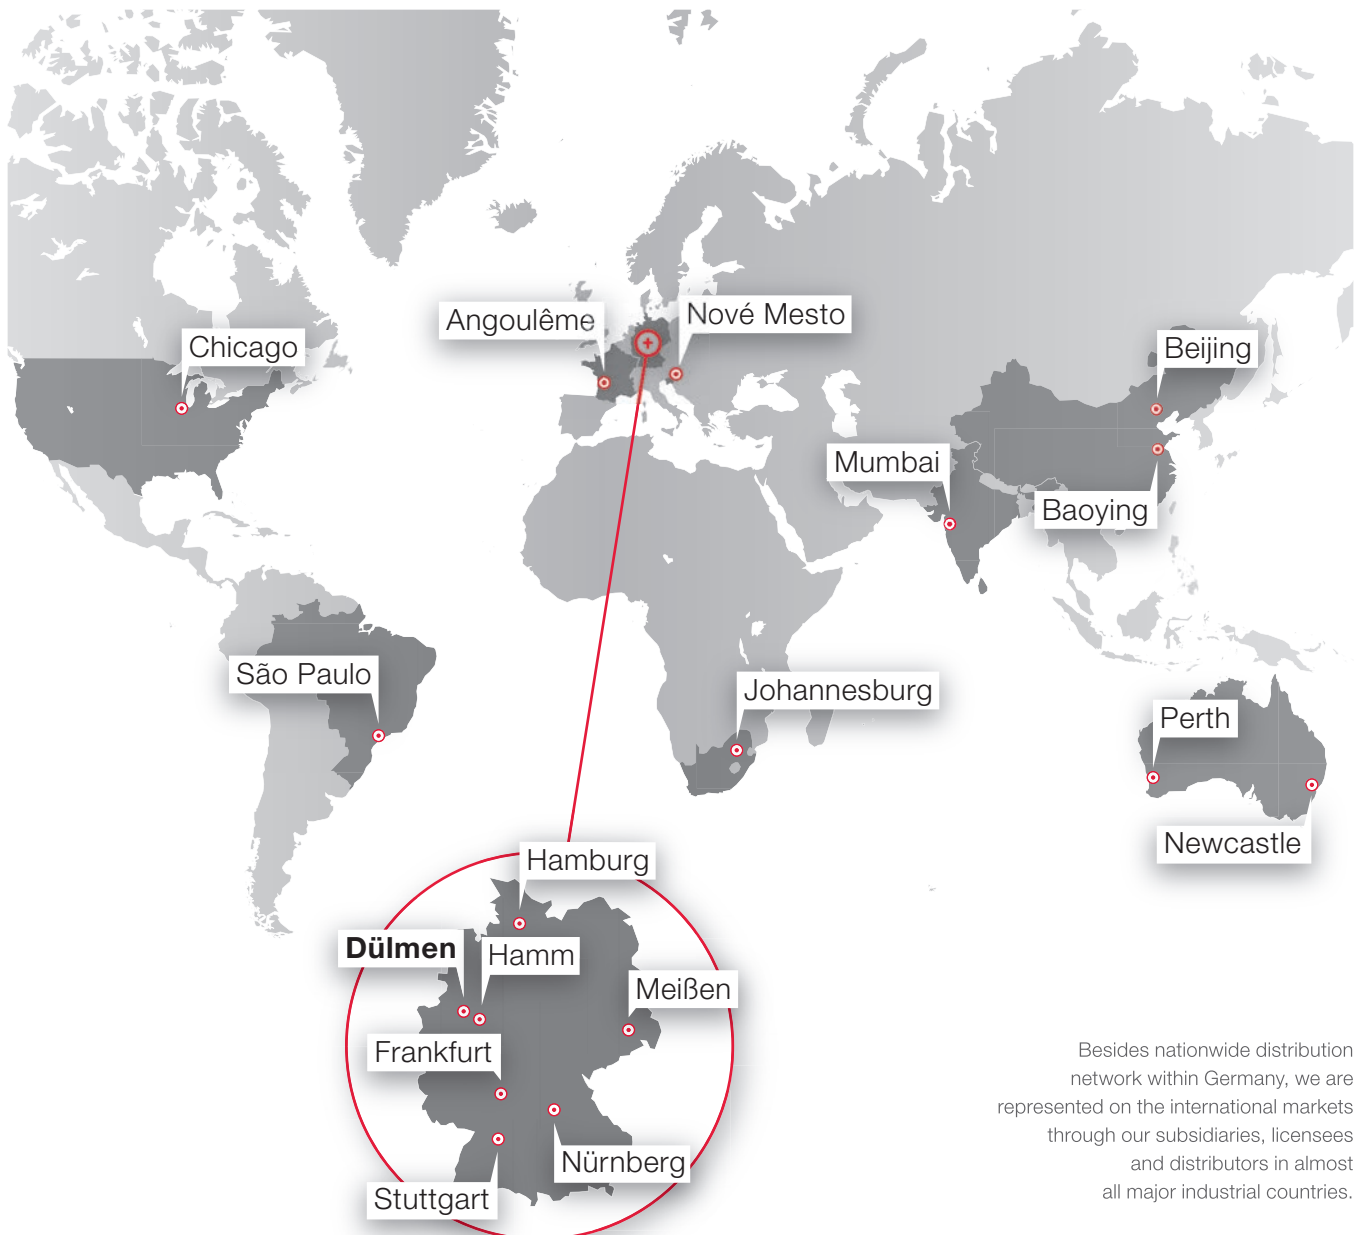 Angoulême
Nové Mesto
Chicago
Beijing
Mumbai
Baoying
São Paulo
Johannesburg
Perth
Newcastle
Hamburg
Dülmen
Hamm
Meißen
Frankfurt
Nürnberg
Stuttgart
Besides nationwide distribution
network within Germany, we are
represented on the international markets
through our subsidiaries, licensees
and distributors in almost
all major industrial countries.